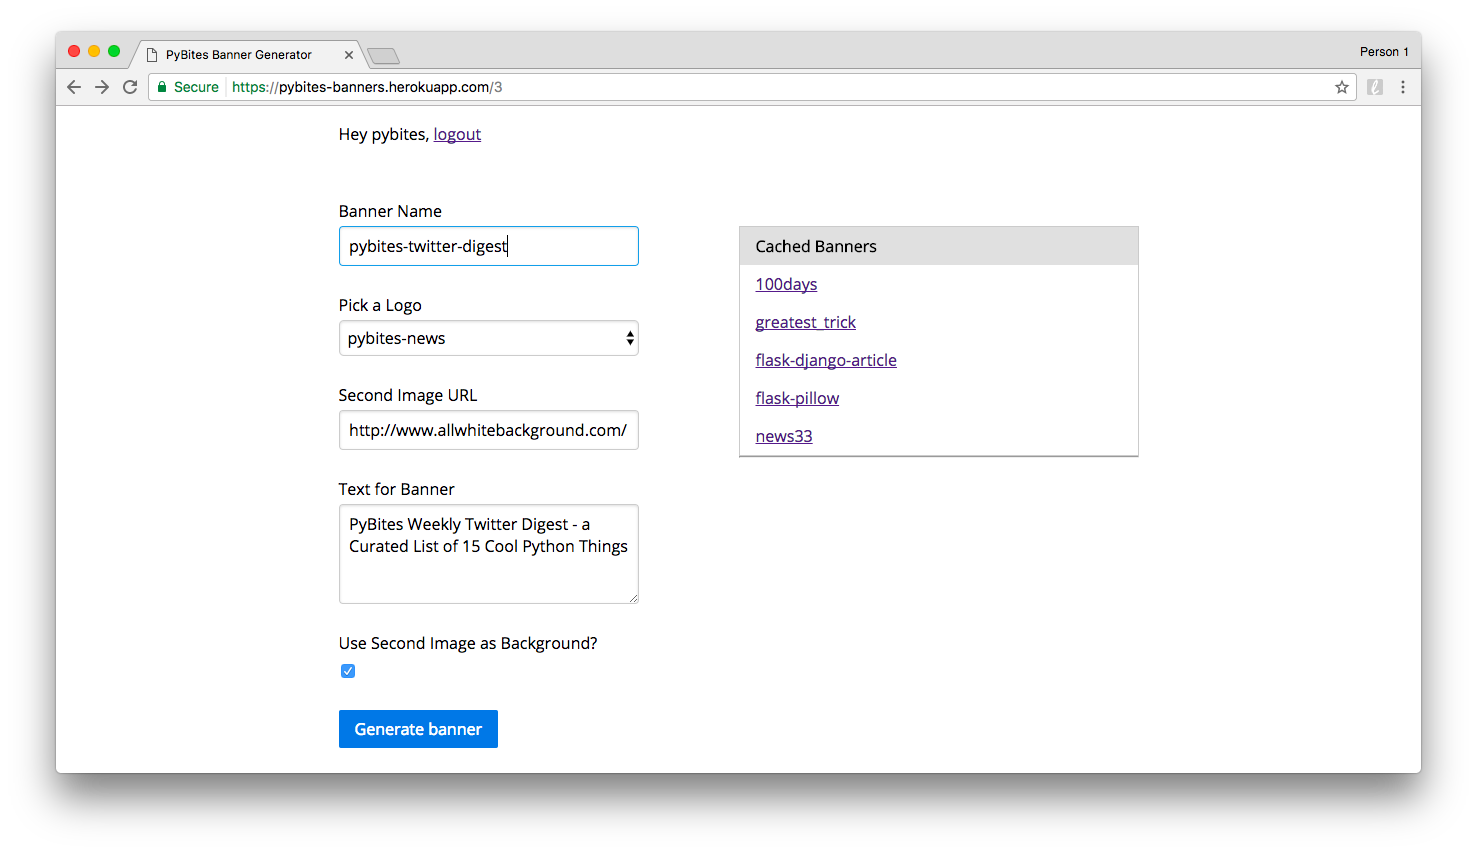 PyBites Banner Generator
Person 1
Secure https://pybites-banners.herokuapp.com/3
Hey pybites, logout
Banner Name
pybites-twitter-digest
Pick a Logo
pybites-news
Second Image URL
http://www.allwhitebackground.com/
Text for Banner
PyBites Weekly Twitter Digest - a
Curated List of 15 Cool Python Things
Use Second Image as Background?
Generate banner
Cached Banners
100days
greatest_trick
flask-django-article
flask-pillow
news33